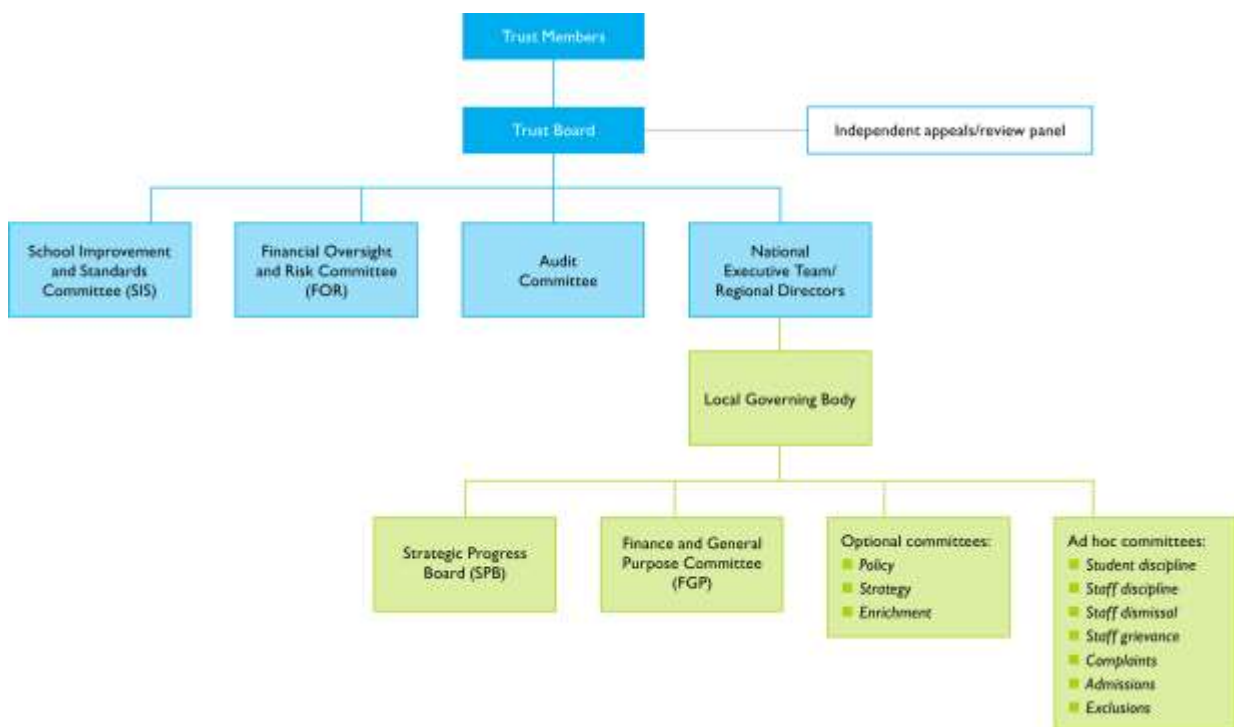 Trust Members
Trust Board
Independent appeals/review panel
School Improvement
and Standards
Committee (SIS)
Financial Oversight
and Risk Committee
(FOR)
Audit
Committee
National
Executive Team/
Regional Directors
Local Governing Body
Strategic Progress
Board (SPB)
Finance and General
Purpose Committee
(FGP)
Optional committees:
Policy
Strategy
Enrichment
Ad hoc committees:
Student discipline
Staff discipline
Staff dismissal
Staff grievance
Complaints
Admissions
Exclusions